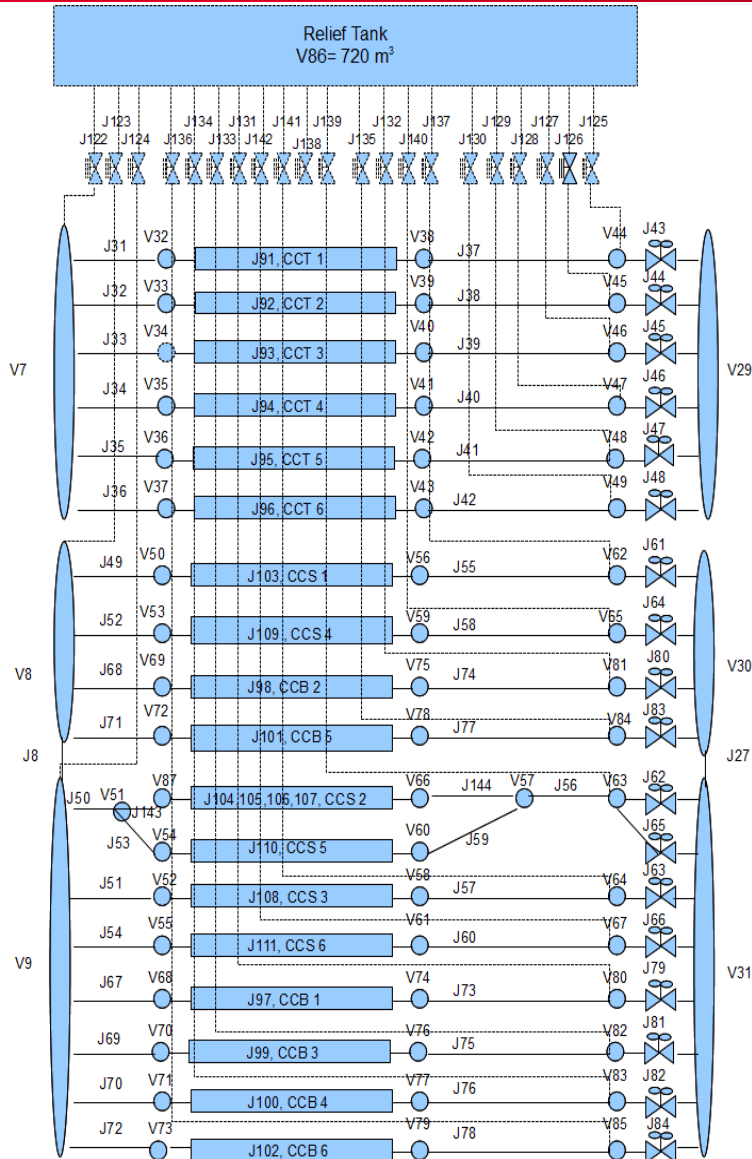 Relief Tank
V86= 720 m³
J123 J134 J131 J141 J139 J132 J137 J129 J127 J125
J122 J124 J136 J133 J142 J138 J135 J140 J130 J128 J126
J31 V32 J91, CCT 1 V38 J37 V44 J43
J32 V33 J92, CCT 2 V39 J38 V45 J44
J33 V34 J93, CCT 3 V40 J39 V46 J45
V7 V29
J34 V35 J94, CCT 4 V41 J40 V47 J46
J35 V36 J95, CCT 5 V42 J41 V48 J47
J36 V37 J96, CCT 6 V43 J42 V49 J48
J49 V50 J103, CCS 1 V56 J55 V62 J61
J52 V53 J109, CCS 4 V59 J58 V65 J64
V8 J68 V69 J98, CCB 2 V75 J74 V81 J80 V30
J71 V72 J101, CCB 5 V78 J77 V84 J83
J8 J27
J50 V51 V87 J104,105,106,107, CCS 2 V66 J144 V57 J56 V63 J62
J143
J53 V54 J110, CCS 5 V60 J59 J65
J51 V52 J108, CCS 3 V58 J57 V64 J63
J54 V55 J111, CCS 6 V61 J60 V67 J66
V9 V31
J67 V68 J97, CCB 1 V74 J73 V80 J79
J69 V70 J99, CCB 3 V76 J75 V82 J81
J70 V71 J100, CCB 4 V77 J76 V83 J82
J72 V73 J102, CCB 6 V79 J78 V85 J84